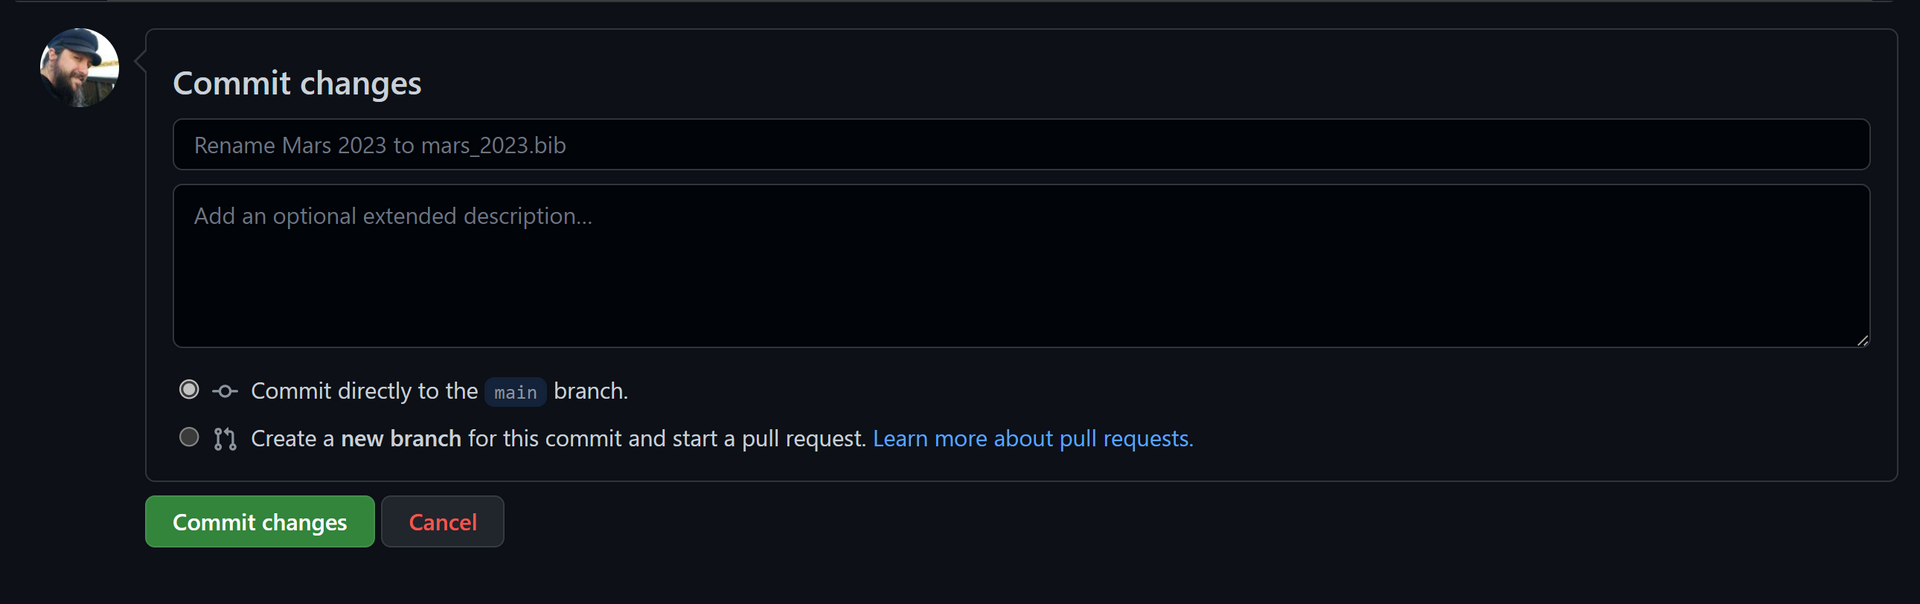 Commit changes
Rename Mars 2023 to mars_2023.bib
Add an optional extended description...
Commit directly to the main branch.
Create a new branch for this commit and start a pull request. Learn more about pull requests.
Commit changes
Cancel